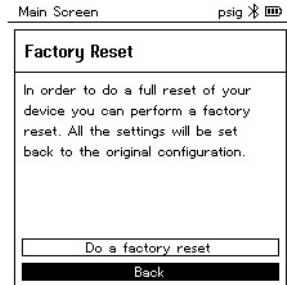 Main Screen psig
Factory Reset
In order to do a full reset of your
device you can perform a factory
reset. All the settings will be set
back to the original configuration.
Do a factory reset
Back